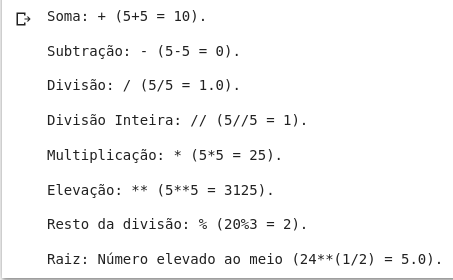 Soma: + (5+5 = 10).
Subtração: - (5-5 = 0).
Divisão: / (5/5 = 1.0).
Divisão Inteira: // (5//5 = 1).
Multiplicação: * (5*5 = 25).
Elevação: ** (5**5 = 3125).
Resto da divisão: % (20%3 = 2).
Raiz: Número elevado ao meio (24**(1/2) = 5.0).